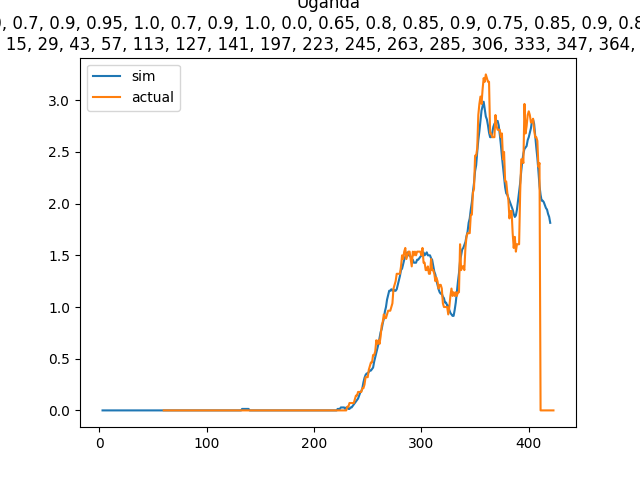 Uganda
0.7, 0.9, 0.95, 1.0, 0.7, 0.9, 1.0, 0.0, 0.65, 0.8, 0.85, 0.9, 0.75, 0.85, 0.9,
15, 29, 43, 57, 113, 127, 141, 197, 223, 245, 263, 285, 306, 333, 347, 364,
sim
actual
3.0
2.5
2.0
1.5
1.0
0.5
0.0
0 100 200 300 400